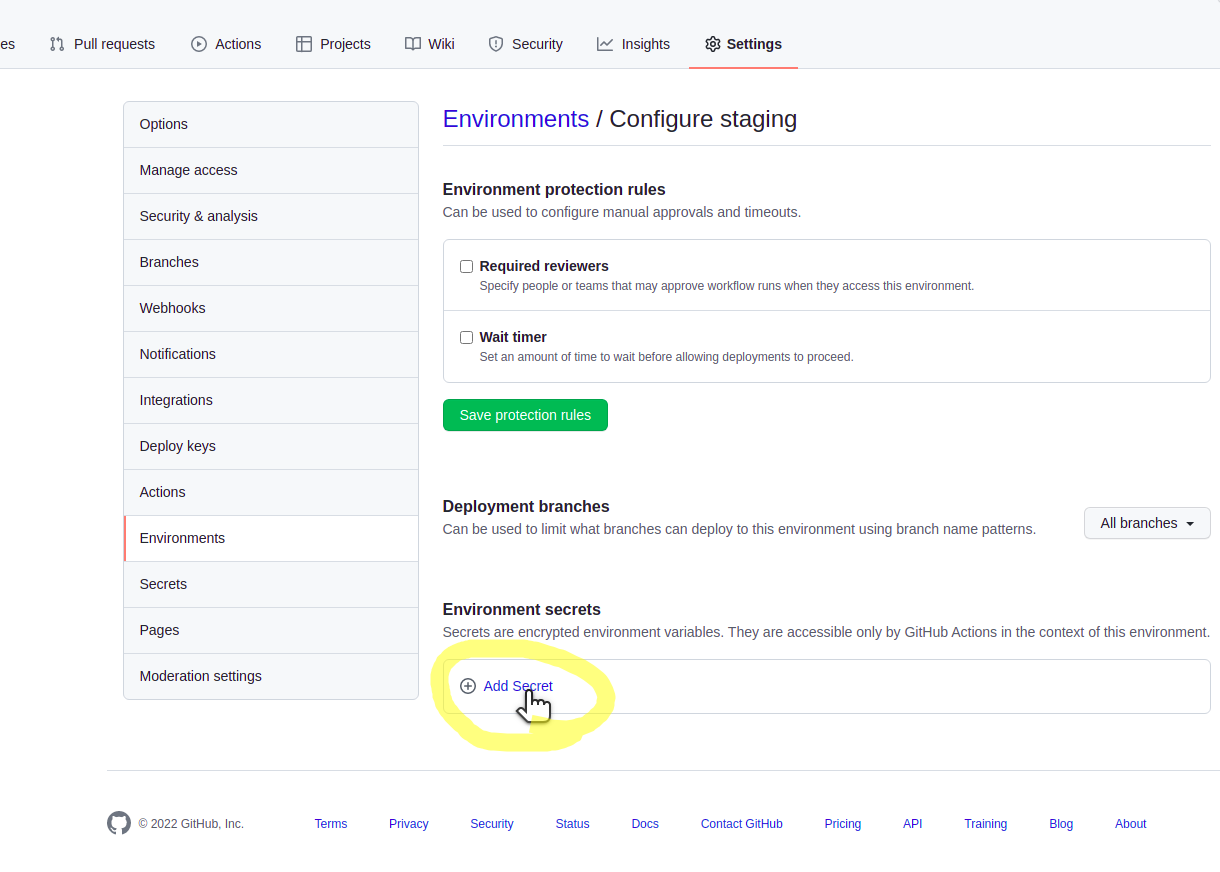 es Pull requests Actions Projects Wiki Security Insights Settings
Options
Manage access
Security & analysis
Branches
Webhooks
Notifications
Integrations
Deploy keys
Actions
Environments
Secrets
Pages
Moderation settings
Environments / Configure staging
Environment protection rules
Can be used to configure manual approvals and timeouts.
Required reviewers
Specify people or teams that may approve workflow runs when they access this environment.
Wait timer
Set an amount of time to wait before allowing deployments to proceed.
Save protection rules
Deployment branches
Can be used to limit what branches can deploy to this environment using branch name patterns.
All branches
Environment secrets
Secrets are encrypted environment variables. They are accessible only by GitHub Actions in the context of this environment.
Add Secret
© 2022 GitHub, Inc. Terms Privacy Security Status Docs Contact GitHub Pricing API Training Blog About